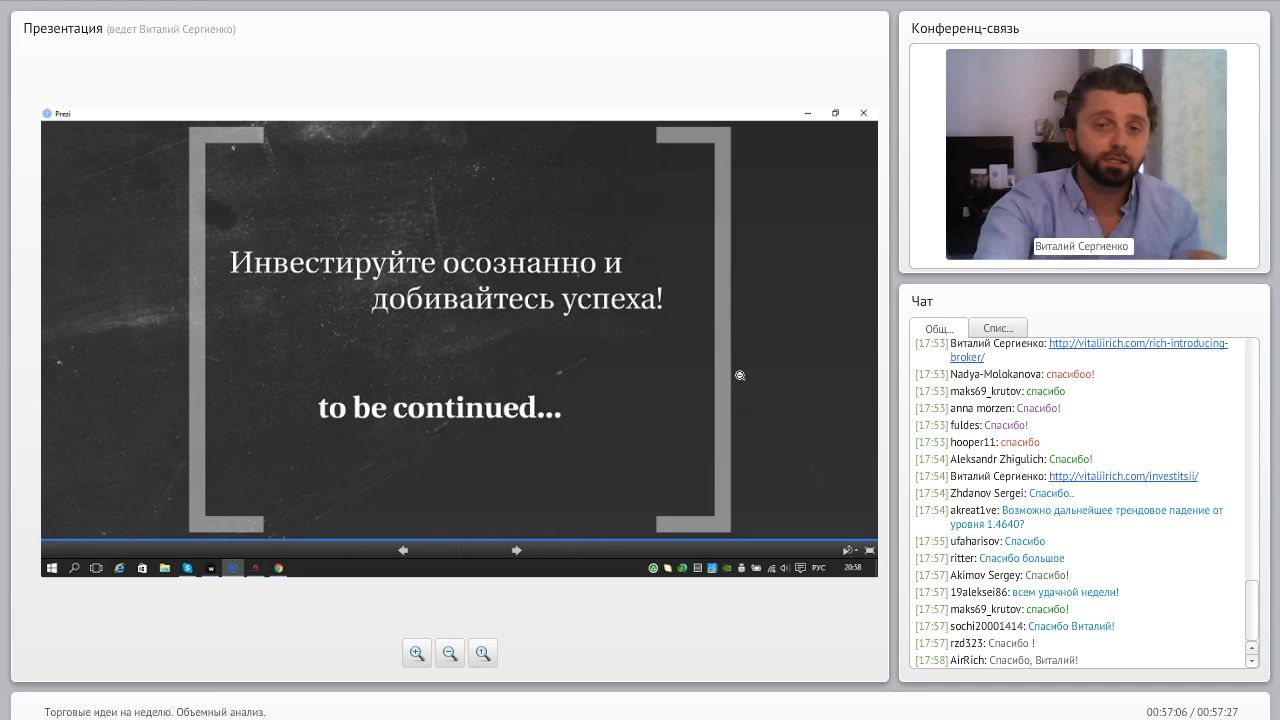 Презентация (ведет Виталий Сергиенко)
Prezi
Инвестируйте осознанно и
добивайтесь успеха!
to be continued...
РУС
20:58
Конференц-связь
Виталий Сергиенко
Чат
Общ...
Спис...
[17:53] Виталий Сергиенко: http://vitaliirich.com/rich-introducing-
broker/
[17:53] Nadya-Molokanova: спасибоо!
[17:53] maks69_krutov: спасибо
[17:53] anna morzen: Спасибо!
[17:53] fuldes: Спасибо!
[17:53] hooper11: спасибо
[17:54] Aleksandr Zhigulich: Спасибо!
[17:54] Виталий Сергиенко: http://vitaliirich.com/investitsii/
[17:54] Zhdanov Sergei: Спасибо..
[17:54] akreat1ve: Возможно дальнейшее трендовое падение от
уровня 1.4640?
[17:55] ufaharisov: Спасибо
[17:57] ritter: Спасибо большое
[17:57] Akimov Sergey: Спасибо!
[17:57] 19aleksei86: всем удачной недели!
[17:57] maks69_krutov: спасибо!
[17:57] sochi20001414: Спасибо Виталий!
[17:57] rzd323: Спасибо !
[17:58] AirRich: Спасибо, Виталий!
Торговые идеи на неделю. Объемный анализ.
00:57:06 / 00:57:27